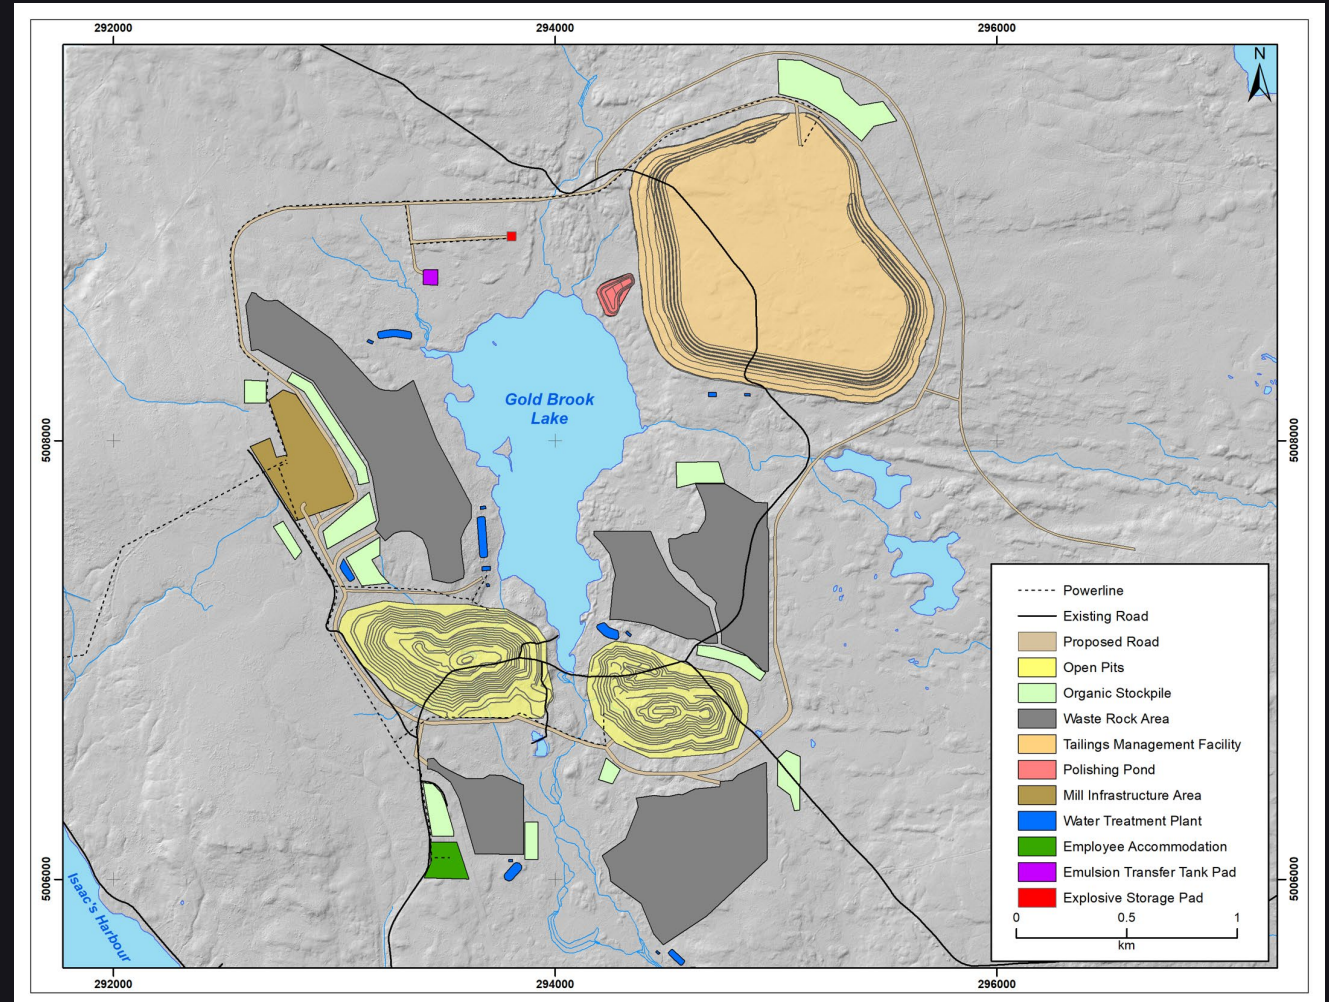 292000
294000
296000
N
Gold Brook
Lake
5008000
5008000
Powerline
Existing Road
Proposed Road
Open Pits
Organic Stockpile
Waste Rock Area
Tailings Management Facility
Polishing Pond
Mill Infrastructure Area
Water Treatment Plant
Employee Accommodation
Emulsion Transfer Tank Pad
Explosive Storage Pad
0
0.5
1
km
5006000
5006000
Isaac's Harbour
292000
294000
296000